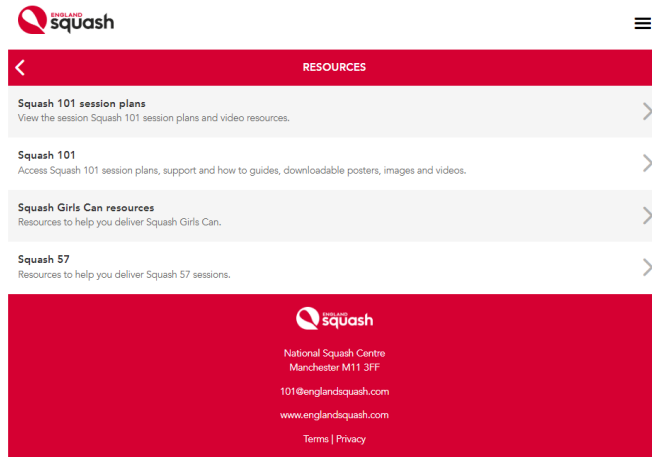 ENGLAND
squash
RESOURCES
Squash 101 session plans
View the session Squash 101 session plans and video resources.
Squash 101
Access Squash 101 session plans, support and how to guides, downloadable posters, images and videos.
Squash Girls Can resources
Resources to help you deliver Squash Girls Can.
Squash 57
Resources to help you deliver Squash 57 sessions.
ENGLAND
squash
National Squash Centre
Manchester M11 3FF
101@englandsquash.com
www.englandsquash.com
Terms | Privacy